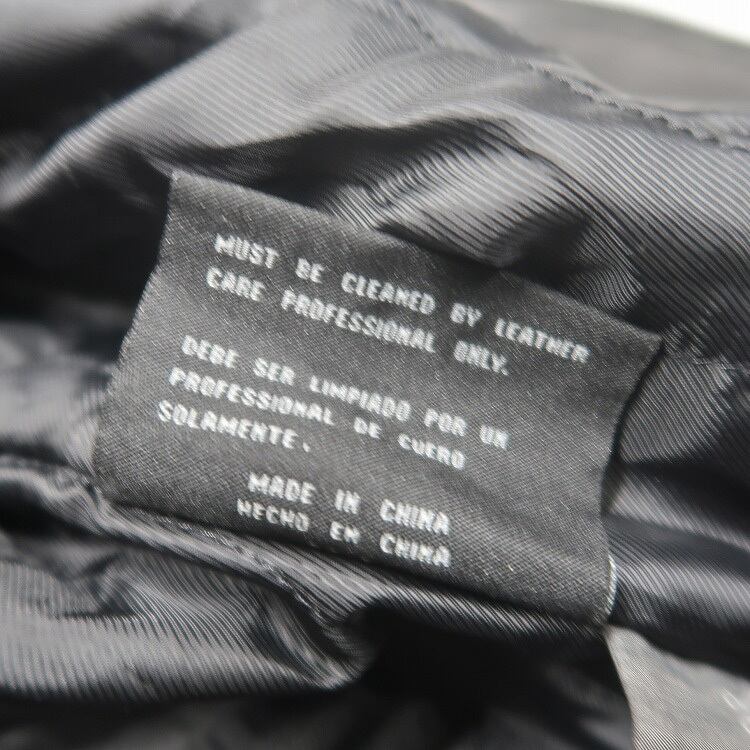 MUST BE CLEANED BY LEATHER
CARE PROFESSIONAL ONLY.
DEBE SER LIMPIADO POR UN
PROFESSIONAL DE CUERO
SOLAMENTE.
MADE IN CHINA
HECHO EN CHINA